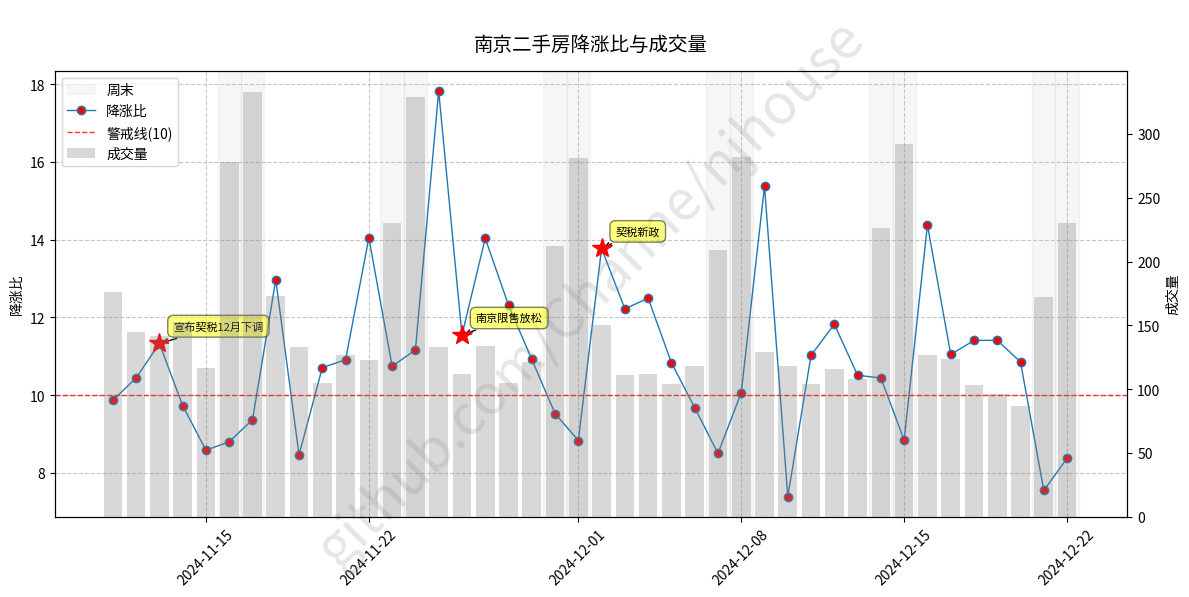 南京二手房降涨比与成交量
周末
降涨比
警戒线(10)
成交量
宣布契税12月下调
南京限售放松
契税新政
降涨比
18
16
14
12
10
8
成交量
300
250
200
150
100
50
0
2024-11-15
2024-11-22
2024-12-01
2024-12-08
2024-12-15
2024-12-22
github.com/channe/njhouse